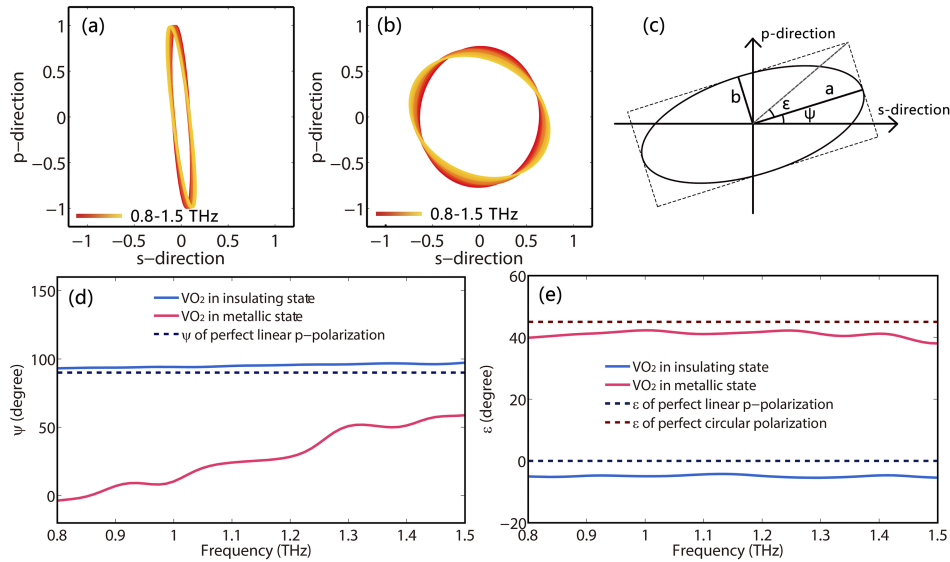 (a)
p−direction
1
0.5
0
−0.5
−1
0.8-1.5 THz
−1 −0.5 0 0.5 1
s−direction
(b)
p−direction
1
0.5
0
−0.5
−1
0.8-1.5 THz
−1 −0.5 0 0.5 1
s−direction
(c)
p-direction
s-direction
b
a
ε
ψ
(d)
VO₂ in insulating state
VO₂ in metallic state
ψ of perfect linear p-polarization
ψ (degree)
150
100
50
0
0.8 0.9 1 1.1 1.2 1.3 1.4 1.5
Frequency (THz)
(e)
VO₂ in insulating state
VO₂ in metallic state
ε of perfect linear p-polarization
ε of perfect circular polarization
ε (degree)
60
40
20
0
−20
0.8 0.9 1 1.1 1.2 1.3 1.4 1.5
Frequency (THz)